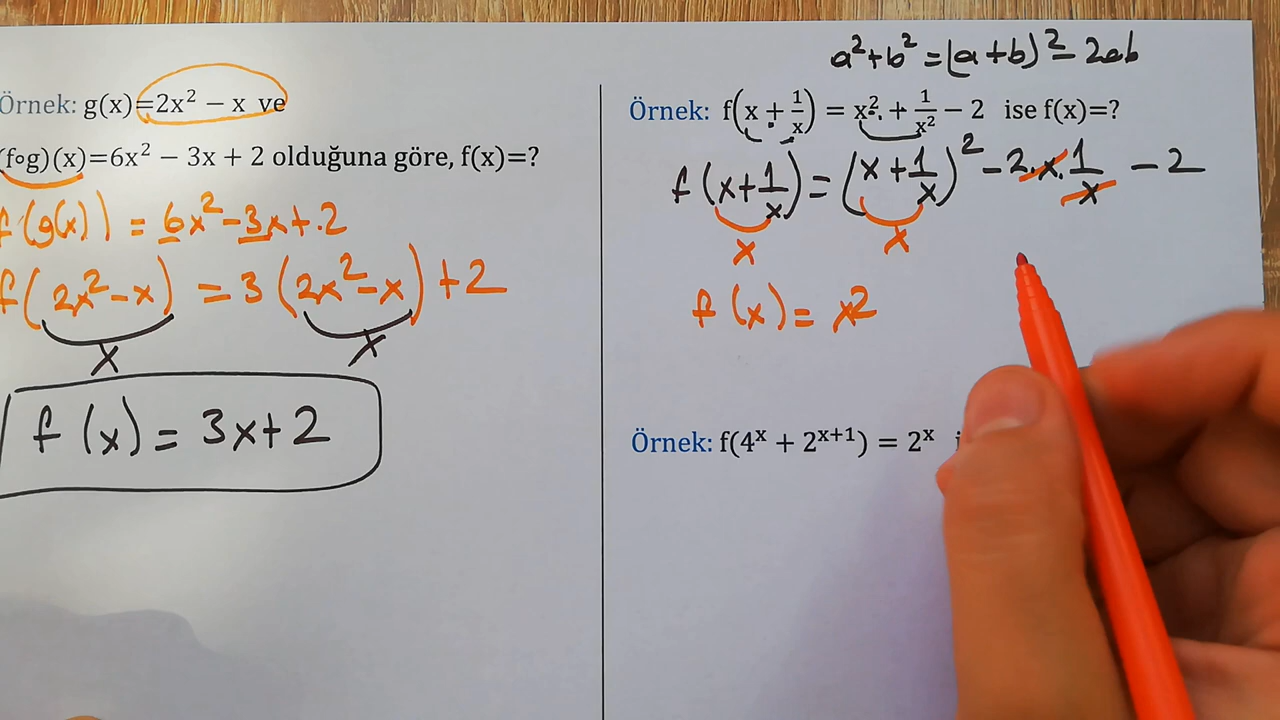 Örnek: g(x)=2x² − x ve
(f∘g)(x)=6x² − 3x + 2 olduğuna göre, f(x)=?
f(g(x)) = 6x²-3x+2
f(2x²-x) = 3(2x²-x)+2
x x
f(x) = 3x+2
a²+b² = (a+b)² - 2ab
Örnek: f(x + 1/x) = x² + 1/x² − 2 ise f(x)=?
f(x+1/x) = (x+1/x)² - 2.x.1/x - 2
x x
f(x) = x²
Örnek: f(4ˣ + 2ˣ⁺¹) = 2ˣ